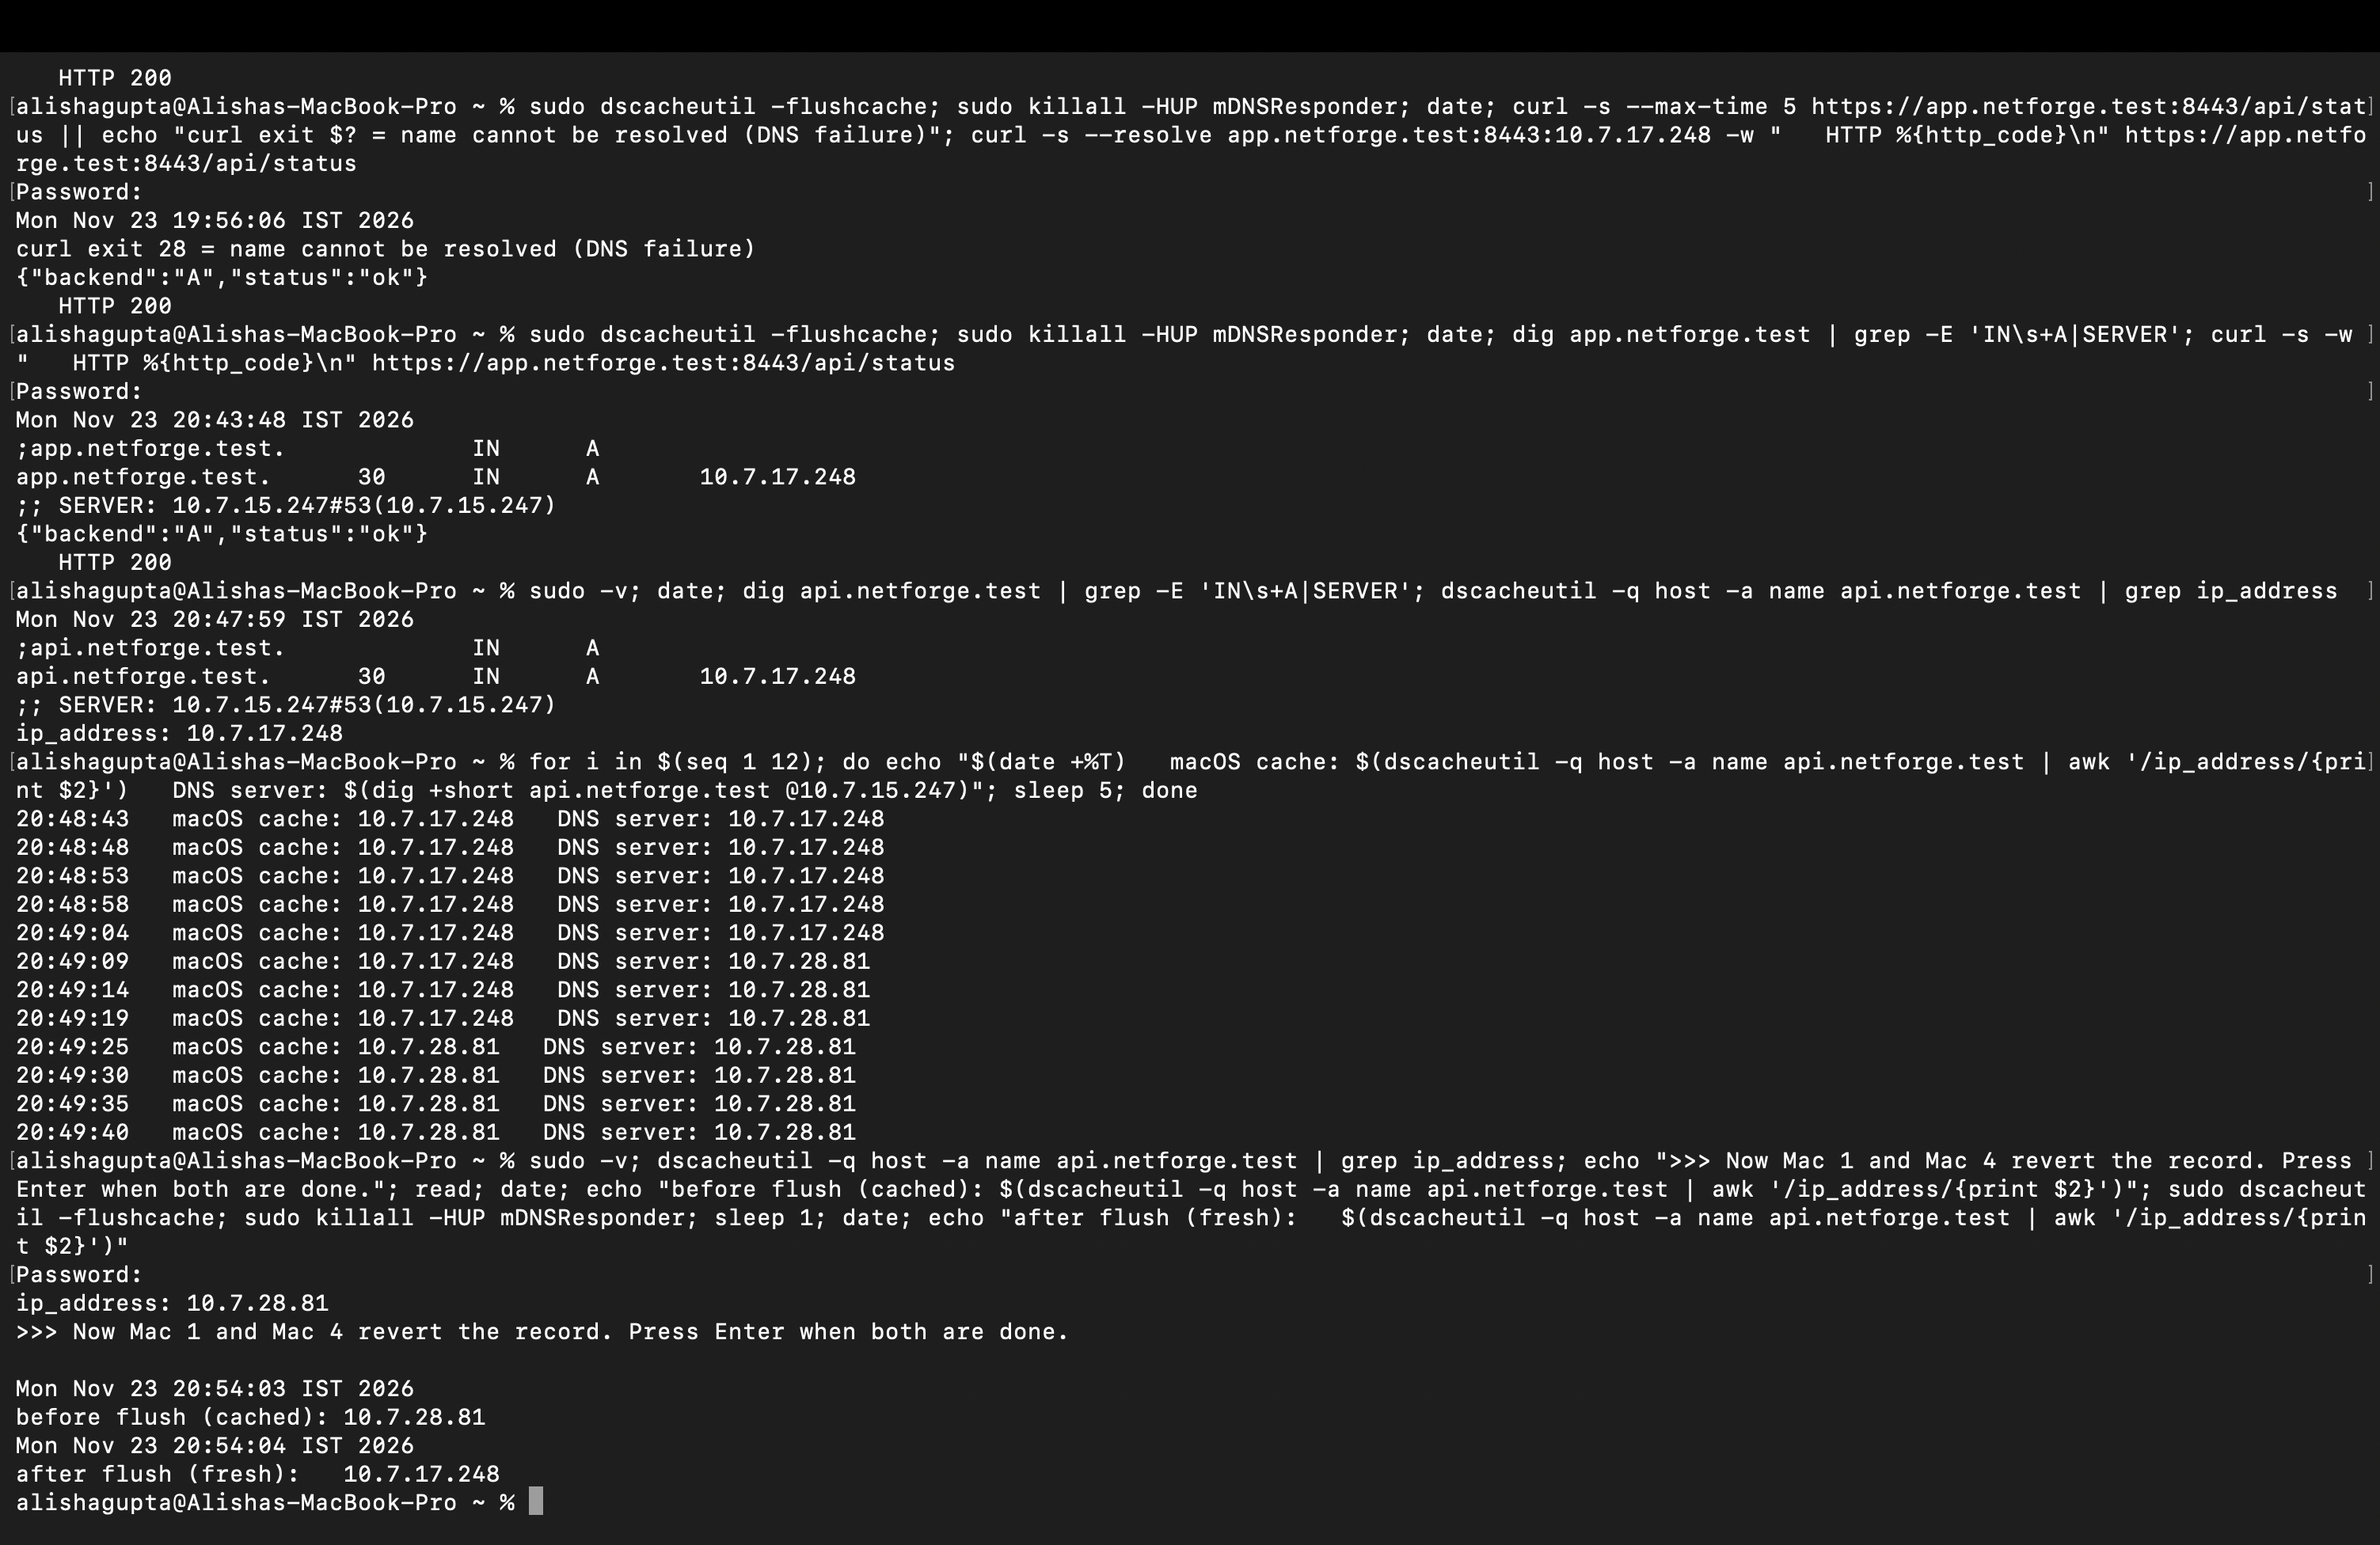 HTTP 200
[alishagupta@Alishas-MacBook-Pro ~ % sudo dscacheutil -flushcache; sudo killall -HUP mDNSResponder; date; curl -s --max-time 5 https://app.netforge.test:8443/api/stat]
us || echo "curl exit $? = name cannot be resolved (DNS failure)"; curl -s --resolve app.netforge.test:8443:10.7.17.248 -w "   HTTP %{http_code}\n" https://app.netfo
rge.test:8443/api/status
[Password:                                                                ]
Mon Nov 23 19:56:06 IST 2026
curl exit 28 = name cannot be resolved (DNS failure)
{"backend":"A","status":"ok"}
   HTTP 200
[alishagupta@Alishas-MacBook-Pro ~ % sudo dscacheutil -flushcache; sudo killall -HUP mDNSResponder; date; dig app.netforge.test | grep -E 'IN\s+A|SERVER'; curl -s -w ]
"   HTTP %{http_code}\n" https://app.netforge.test:8443/api/status
[Password:                                                                ]
Mon Nov 23 20:43:48 IST 2026
;app.netforge.test.             IN      A
app.netforge.test.      30      IN      A       10.7.17.248
;; SERVER: 10.7.15.247#53(10.7.15.247)
{"backend":"A","status":"ok"}
   HTTP 200
[alishagupta@Alishas-MacBook-Pro ~ % sudo -v; date; dig api.netforge.test | grep -E 'IN\s+A|SERVER'; dscacheutil -q host -a name api.netforge.test | grep ip_address  ]
Mon Nov 23 20:47:59 IST 2026
;api.netforge.test.             IN      A
api.netforge.test.      30      IN      A       10.7.17.248
;; SERVER: 10.7.15.247#53(10.7.15.247)
ip_address: 10.7.17.248
[alishagupta@Alishas-MacBook-Pro ~ % for i in $(seq 1 12); do echo "$(date +%T)   macOS cache: $(dscacheutil -q host -a name api.netforge.test | awk '/ip_address/{pri]
nt $2}')   DNS server: $(dig +short api.netforge.test @10.7.15.247)"; sleep 5; done
20:48:43   macOS cache: 10.7.17.248   DNS server: 10.7.17.248
20:48:48   macOS cache: 10.7.17.248   DNS server: 10.7.17.248
20:48:53   macOS cache: 10.7.17.248   DNS server: 10.7.17.248
20:48:58   macOS cache: 10.7.17.248   DNS server: 10.7.17.248
20:49:04   macOS cache: 10.7.17.248   DNS server: 10.7.17.248
20:49:09   macOS cache: 10.7.17.248   DNS server: 10.7.28.81
20:49:14   macOS cache: 10.7.17.248   DNS server: 10.7.28.81
20:49:19   macOS cache: 10.7.17.248   DNS server: 10.7.28.81
20:49:25   macOS cache: 10.7.28.81   DNS server: 10.7.28.81
20:49:30   macOS cache: 10.7.28.81   DNS server: 10.7.28.81
20:49:35   macOS cache: 10.7.28.81   DNS server: 10.7.28.81
20:49:40   macOS cache: 10.7.28.81   DNS server: 10.7.28.81
[alishagupta@Alishas-MacBook-Pro ~ % sudo -v; dscacheutil -q host -a name api.netforge.test | grep ip_address; echo ">>> Now Mac 1 and Mac 4 revert the record. Press ]
Enter when both are done."; read; date; echo "before flush (cached): $(dscacheutil -q host -a name api.netforge.test | awk '/ip_address/{print $2}')"; sudo dscacheut
il -flushcache; sudo killall -HUP mDNSResponder; sleep 1; date; echo "after flush (fresh):   $(dscacheutil -q host -a name api.netforge.test | awk '/ip_address/{prin
t $2}')"
[Password:                                                                ]
ip_address: 10.7.28.81
>>> Now Mac 1 and Mac 4 revert the record. Press Enter when both are done.

Mon Nov 23 20:54:03 IST 2026
before flush (cached): 10.7.28.81
Mon Nov 23 20:54:04 IST 2026
after flush (fresh):   10.7.17.248
alishagupta@Alishas-MacBook-Pro ~ %